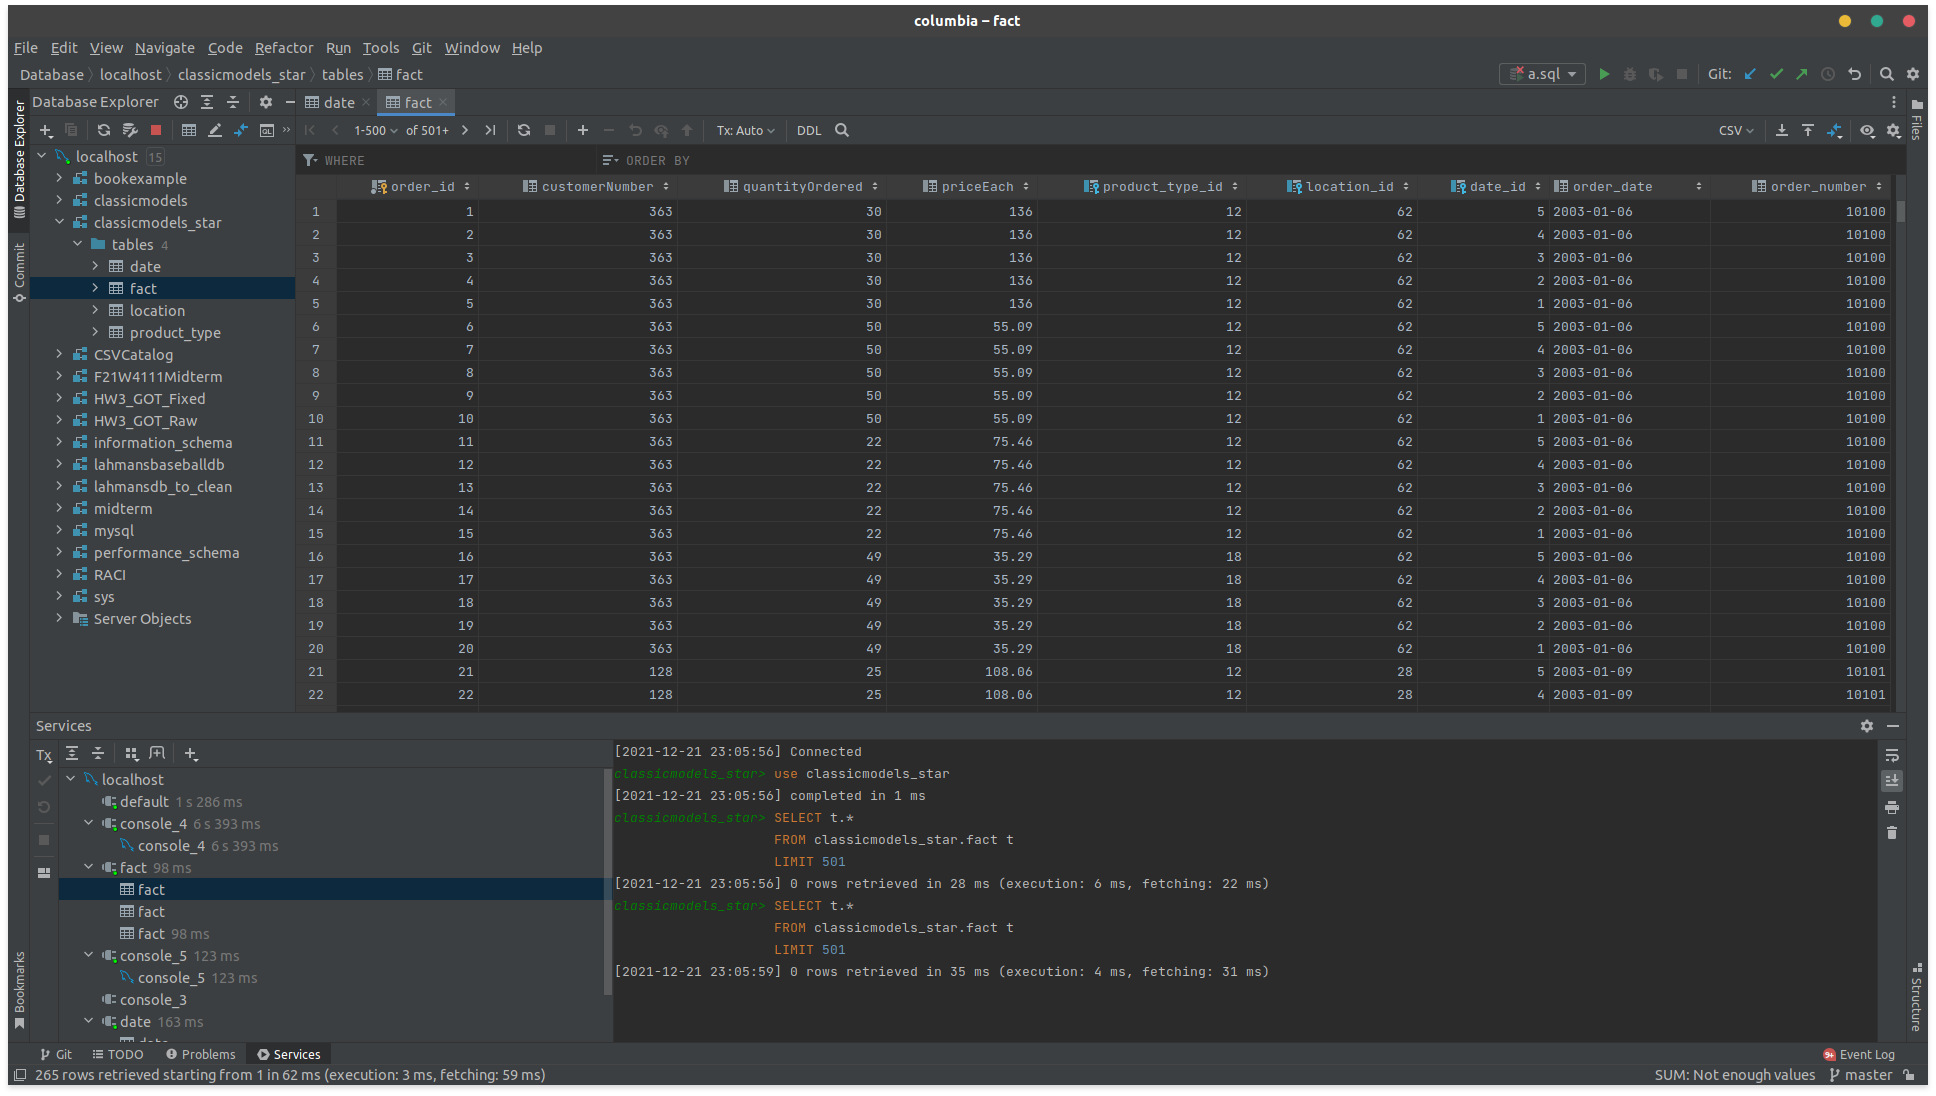 columbia – fact
File Edit View Navigate Code Refactor Run Tools Git Window Help
Database localhost classicmodels_star tables fact a.sql Git:
Database Explorer date fact
1-500 of 501+ Tx: Auto DDL CSV
WHERE ORDER BY
Database Explorer
Commit
Bookmarks
Files
Structure
localhost 15
bookexample
classicmodels
classicmodels_star
tables 4
date
fact
location
product_type
CSVCatalog
F21W4111Midterm
HW3_GOT_Fixed
HW3_GOT_Raw
information_schema
lahmansbaseballdb
lahmansdb_to_clean
midterm
mysql
performance_schema
RACI
sys
Server Objects
order_id customerNumber quantityOrdered priceEach product_type_id location_id date_id order_date order_number
1 1 363 30 136 12 62 5 2003-01-06 10100
2 2 363 30 136 12 62 4 2003-01-06 10100
3 3 363 30 136 12 62 3 2003-01-06 10100
4 4 363 30 136 12 62 2 2003-01-06 10100
5 5 363 30 136 12 62 1 2003-01-06 10100
6 6 363 50 55.09 12 62 5 2003-01-06 10100
7 7 363 50 55.09 12 62 4 2003-01-06 10100
8 8 363 50 55.09 12 62 3 2003-01-06 10100
9 9 363 50 55.09 12 62 2 2003-01-06 10100
10 10 363 50 55.09 12 62 1 2003-01-06 10100
11 11 363 22 75.46 12 62 5 2003-01-06 10100
12 12 363 22 75.46 12 62 4 2003-01-06 10100
13 13 363 22 75.46 12 62 3 2003-01-06 10100
14 14 363 22 75.46 12 62 2 2003-01-06 10100
15 15 363 22 75.46 12 62 1 2003-01-06 10100
16 16 363 49 35.29 18 62 5 2003-01-06 10100
17 17 363 49 35.29 18 62 4 2003-01-06 10100
18 18 363 49 35.29 18 62 3 2003-01-06 10100
19 19 363 49 35.29 18 62 2 2003-01-06 10100
20 20 363 49 35.29 18 62 1 2003-01-06 10100
21 21 128 25 108.06 12 28 5 2003-01-09 10101
22 22 128 25 108.06 12 28 4 2003-01-09 10101
Services
Tx
localhost
default 1 s 286 ms
console_4 6 s 393 ms
console_4 6 s 393 ms
fact 98 ms
fact
fact
fact 98 ms
console_5 123 ms
console_5 123 ms
console_3
date 163 ms
[2021-12-21 23:05:56] Connected
classicmodels_star> use classicmodels_star
[2021-12-21 23:05:56] completed in 1 ms
classicmodels_star> SELECT t.*
FROM classicmodels_star.fact t
LIMIT 501
[2021-12-21 23:05:56] 0 rows retrieved in 28 ms (execution: 6 ms, fetching: 22 ms)
classicmodels_star> SELECT t.*
FROM classicmodels_star.fact t
LIMIT 501
[2021-12-21 23:05:59] 0 rows retrieved in 35 ms (execution: 4 ms, fetching: 31 ms)
Git TODO Problems Services 9+ Event Log
265 rows retrieved starting from 1 in 62 ms (execution: 3 ms, fetching: 59 ms) SUM: Not enough values master